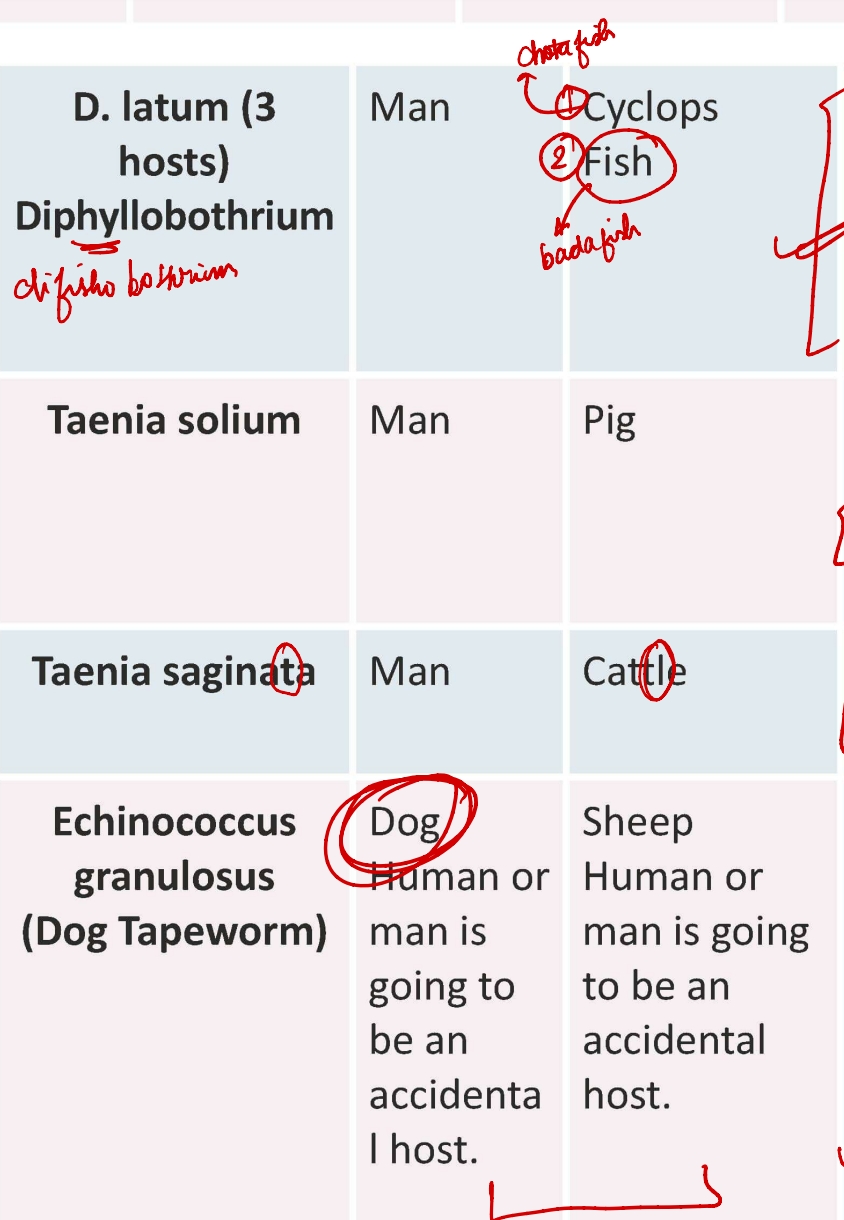 chota fish
D. latum (3
hosts)
Diphyllobothrium
difisho bothrium
Man
1 Cyclops
2 Fish
bada fish
Taenia solium
Man
Pig
Taenia saginata
Man
Cattle
Echinococcus
granulosus
(Dog Tapeworm)
Dog
Human or
man is
going to
be an
accidenta
l host.
Sheep
Human or
man is going
to be an
accidental
host.